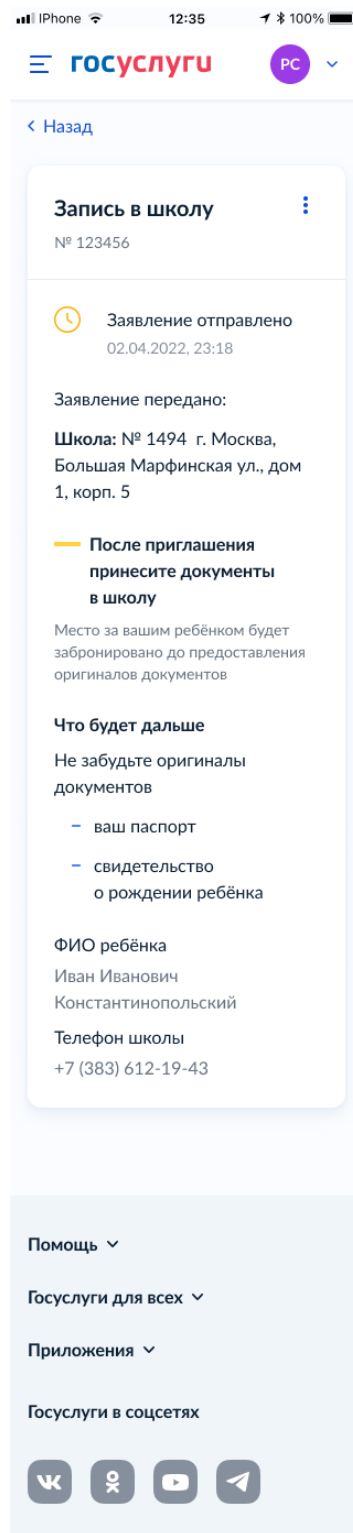 IPhone 12:35 100%
госуслуги РС
Назад
Запись в школу
№ 123456
Заявление отправлено
02.04.2022, 23:18
Заявление передано:
Школа: № 1494 г. Москва,
Большая Марфинская ул., дом
1, корп. 5
После приглашения
принесите документы
в школу
Место за вашим ребёнком будет
забронировано до предоставления
оригиналов документов
Что будет дальше
Не забудьте оригиналы
документов
– ваш паспорт
– свидетельство
о рождении ребёнка
ФИО ребёнка
Иван Иванович
Константинопольский
Телефон школы
+7 (383) 612-19-43
Помощь
Госуслуги для всех
Приложения
Госуслуги в соцсетях